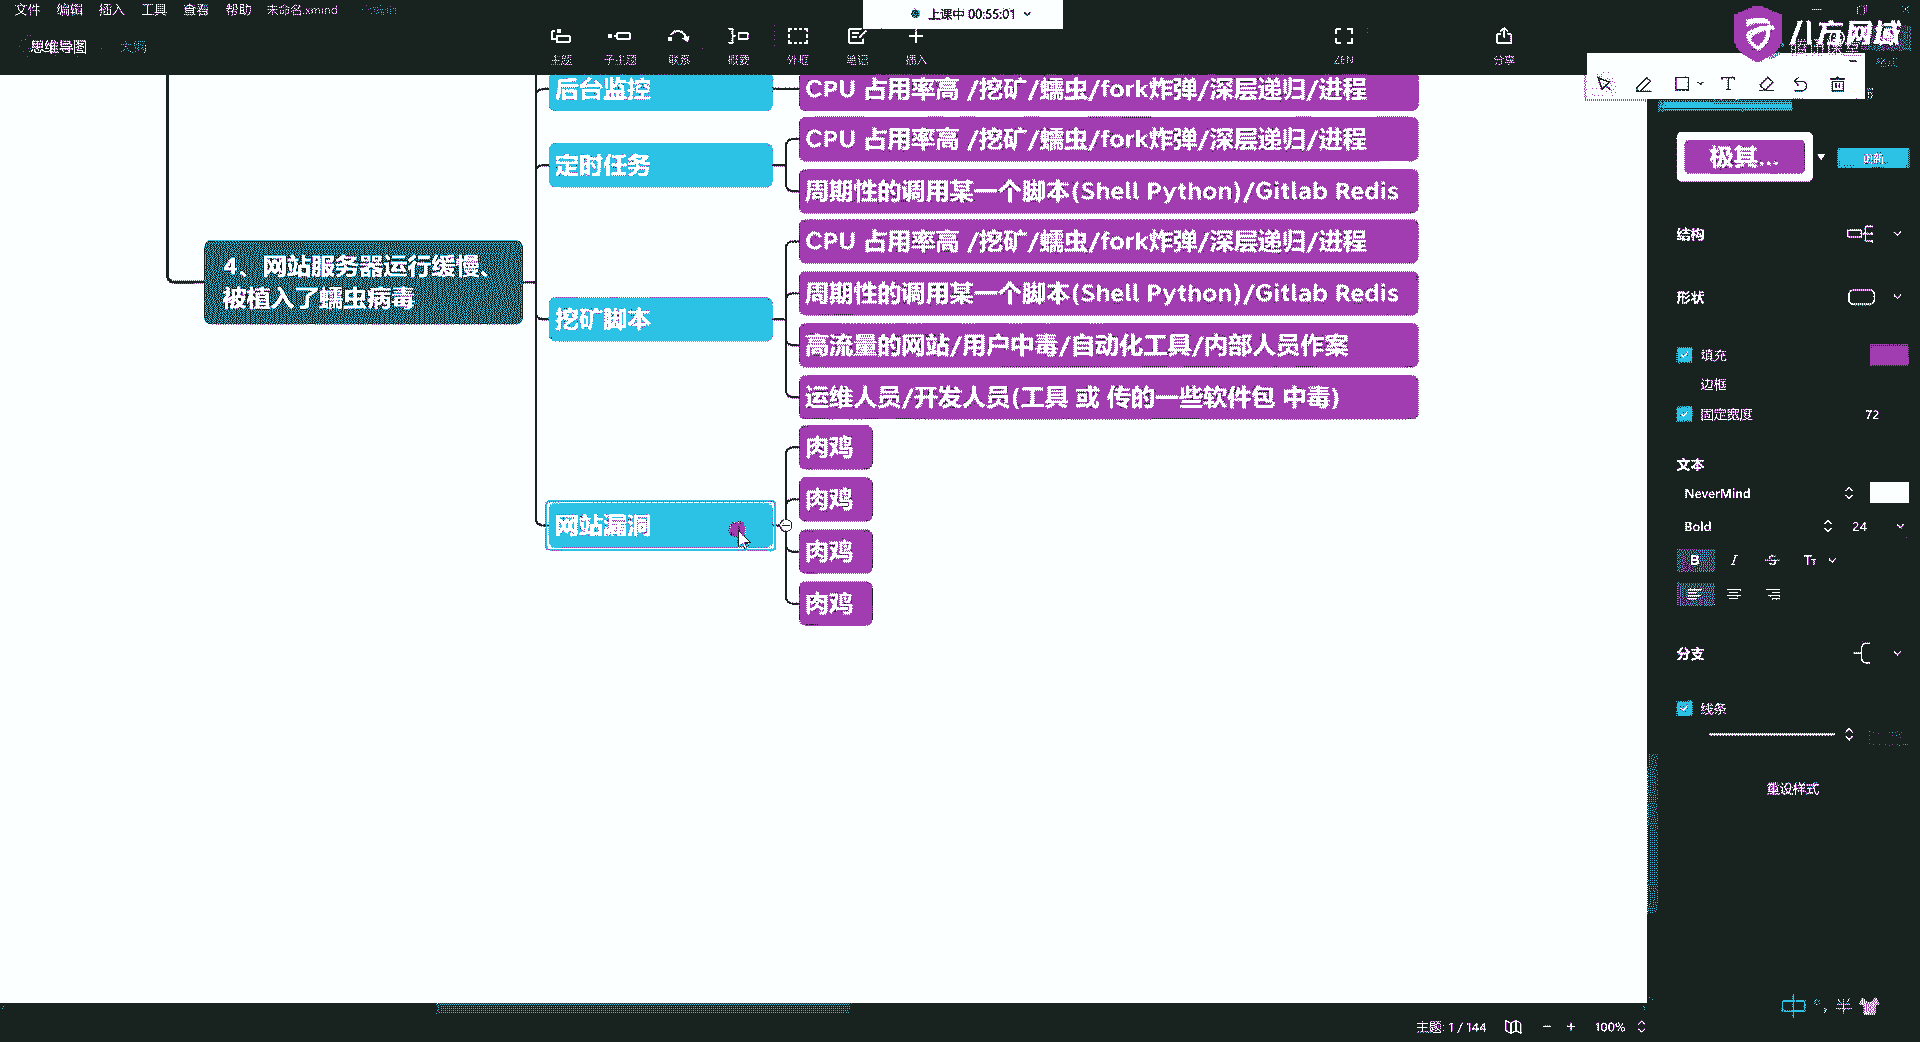 文件 编辑 插入 工具 查看 帮助 未命名.xmind
上课中 00:55:01
八方网域
思维导图 大纲
主题 子主题 联系 概要 外框 笔记 插入 ZEN 分享
后台监控
CPU 占用率高 /挖矿/蠕虫/fork炸弹/深层递归/进程
定时任务
CPU 占用率高 /挖矿/蠕虫/fork炸弹/深层递归/进程
周期性的调用某一个脚本(Shell Python)/Gitlab Redis
4、网站服务器运行缓慢、
被植入了蠕虫病毒
挖矿脚本
CPU 占用率高 /挖矿/蠕虫/fork炸弹/深层递归/进程
周期性的调用某一个脚本(Shell Python)/Gitlab Redis
高流量的网站/用户中毒/自动化工具/内部人员作案
运维人员/开发人员(工具 或 传的一些软件包 中毒)
网站漏洞
肉鸡
肉鸡
肉鸡
肉鸡
极其...
更新
结构
形状
填充
边框
固定宽度 72
文本
NeverMind
Bold 24
B I S Tт
分支
线条
重设样式
中 °, 半
主题: 1 / 144 − + 100%